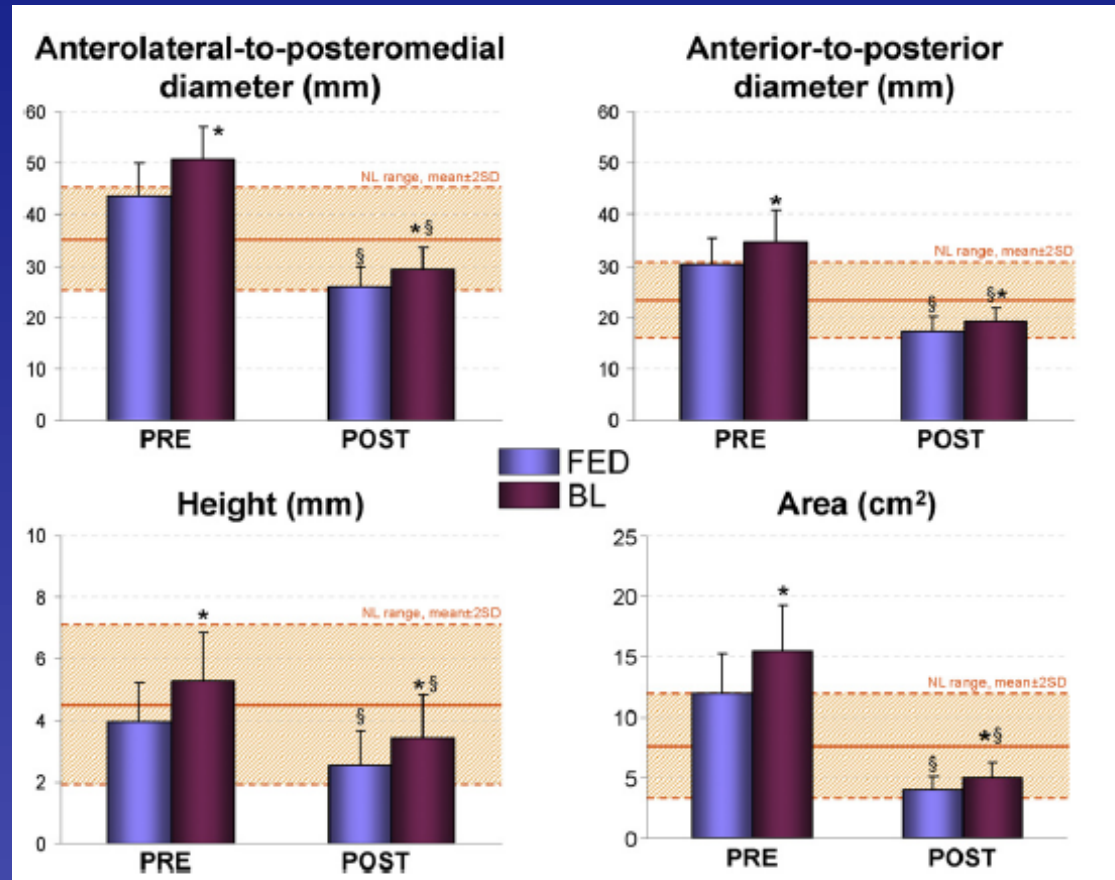 Anterolateral-to-posteromedial
diameter (mm)
60
50
40
30
20
10
0
NL range, mean±2SD
*
§
*§
PRE
POST
Anterior-to-posterior
diameter (mm)
60
50
40
30
20
10
0
NL range, mean±2SD
*
§
§*
PRE
POST
FED
BL
Height (mm)
10
8
6
4
2
0
NL range, mean±2SD
*
§
*§
PRE
POST
Area (cm²)
25
20
15
10
5
0
NL range, mean±2SD
*
§
*§
PRE
POST